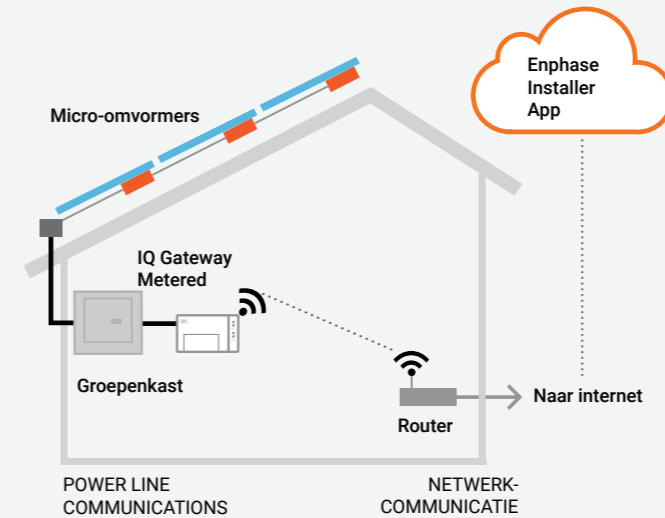 Enphase
Installer
App
Micro-omvormers
IQ Gateway
Metered
Groepenkast
Naar internet
Router
POWER LINE
COMMUNICATIONS
NETWERK-
COMMUNICATIE